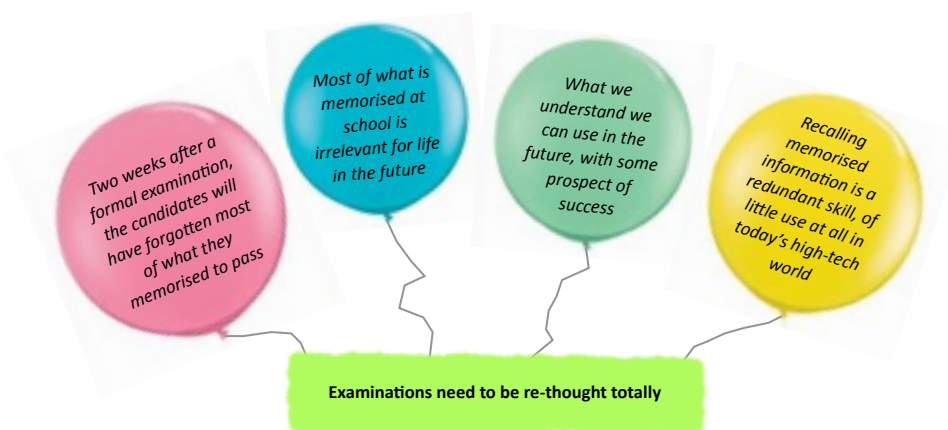 Two weeks after a
formal examination,
the candidates will
have forgotten most
of what they
memorised to pass
Most of what is
memorised at
school is
irrelevant for life
in the future
What we
understand we
can use in the
future, with some
prospect of
success
Recalling
memorised
information is a
redundant skill, of
little use at all in
today's high-tech
world
Examinations need to be re-thought totally